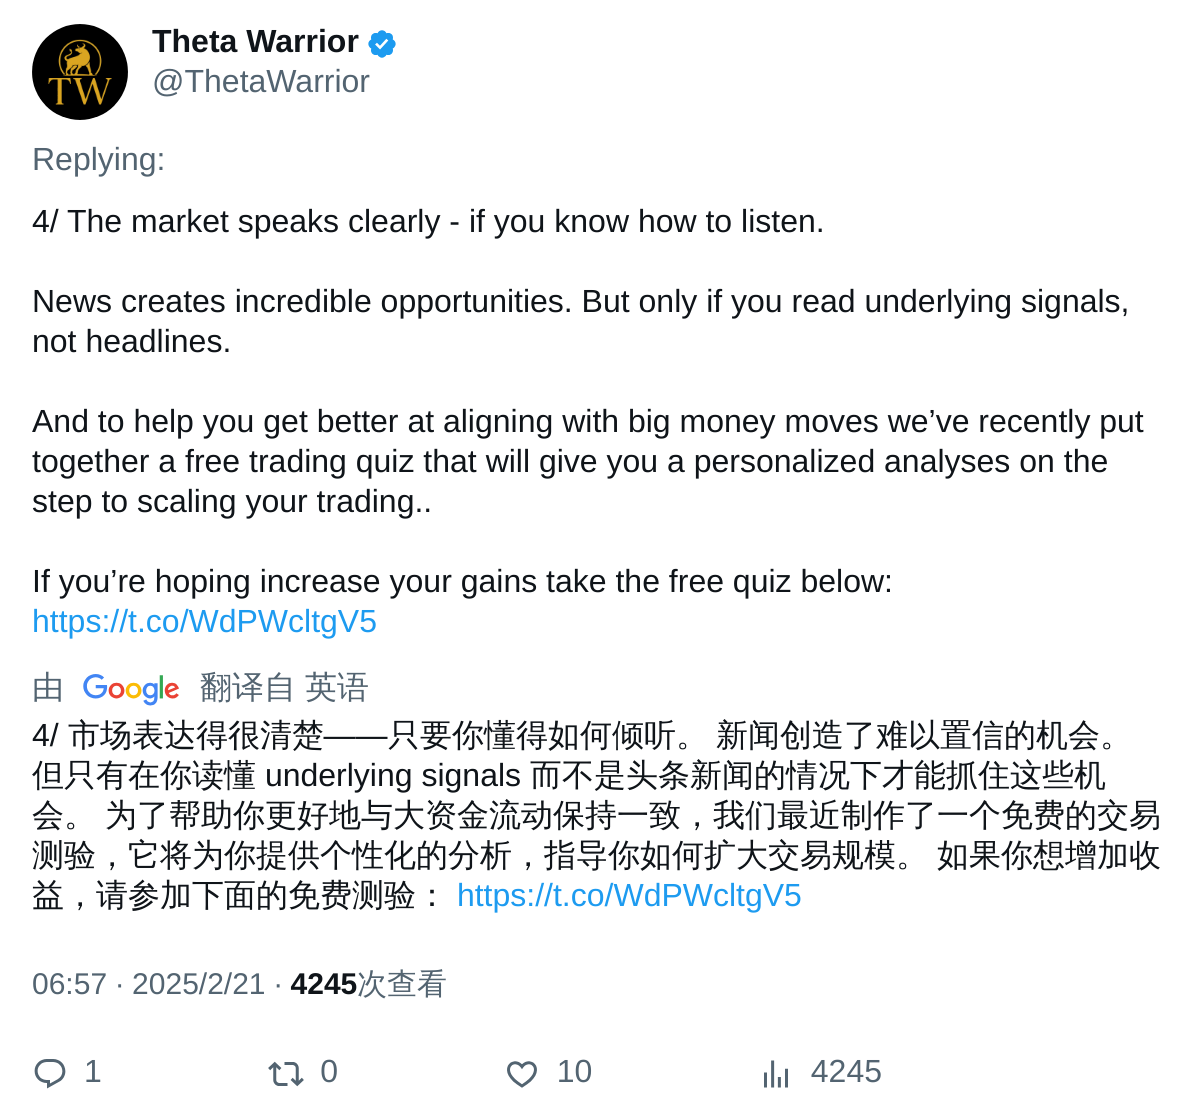 TW
Theta Warrior
@ThetaWarrior
Replying:
4/ The market speaks clearly - if you know how to listen.
News creates incredible opportunities. But only if you read underlying signals,
not headlines.
And to help you get better at aligning with big money moves we’ve recently put
together a free trading quiz that will give you a personalized analyses on the
step to scaling your trading..
If you’re hoping increase your gains take the free quiz below:
https://t.co/WdPWcltgV5
由 Google 翻译自 英语
4/ 市场表达得很清楚——只要你懂得如何倾听。 新闻创造了难以置信的机会。
但只有在你读懂 underlying signals 而不是头条新闻的情况下才能抓住这些机
会。 为了帮助你更好地与大资金流动保持一致，我们最近制作了一个免费的交易
测验，它将为你提供个性化的分析，指导你如何扩大交易规模。 如果你想增加收
益，请参加下面的免费测验： https://t.co/WdPWcltgV5
06:57 · 2025/2/21 · 4245次查看
1 0 10 4245